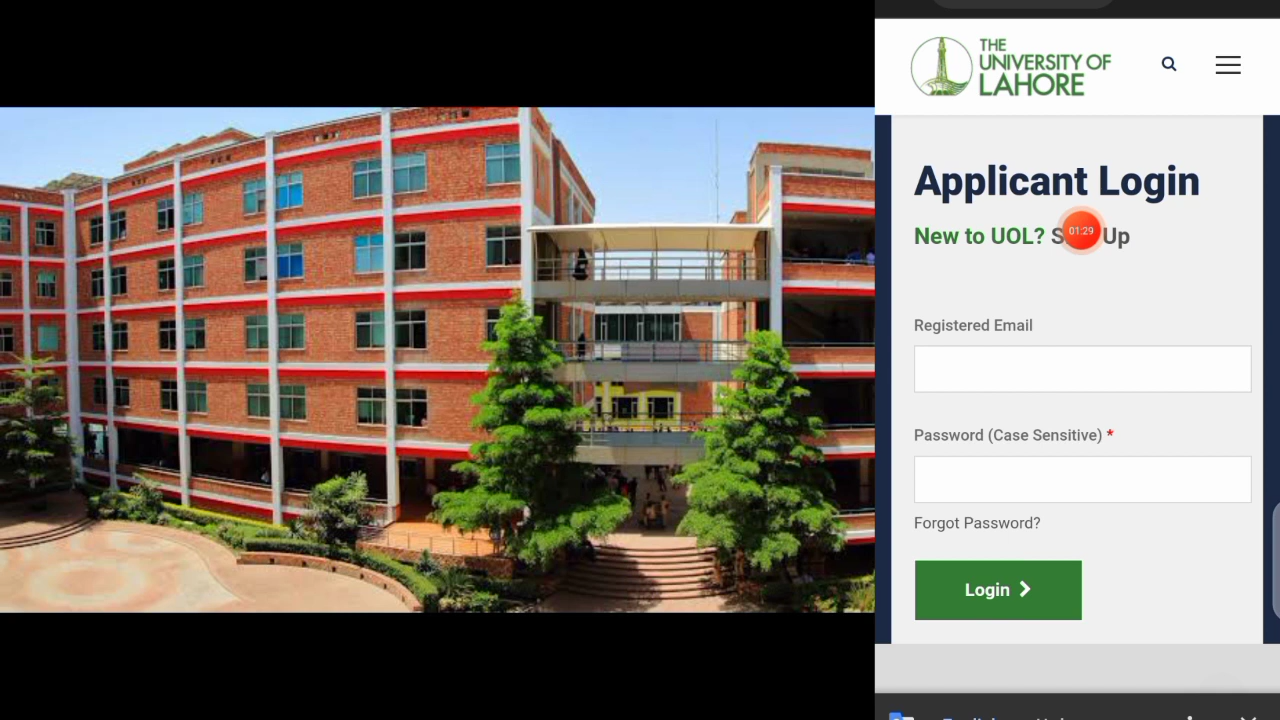 THE
UNIVERSITY OF
LAHORE
Applicant Login
New to UOL? S Up
01:29
Registered Email
Password (Case Sensitive) *
Forgot Password?
Login